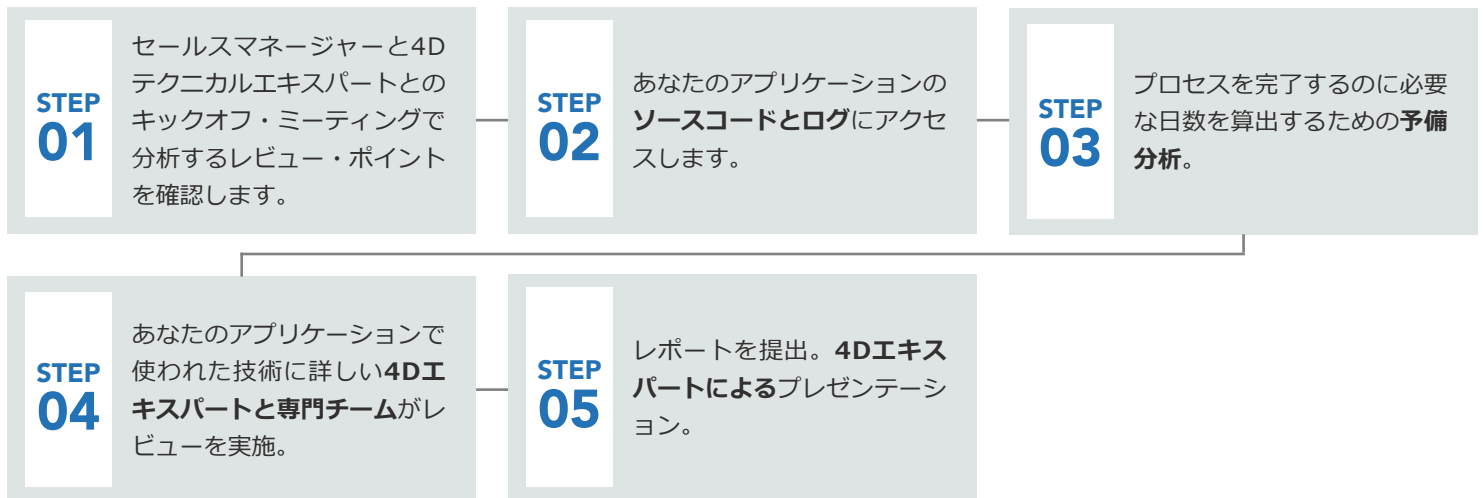 STEP
01
セールスマネージャーと4D
テクニカルエキスパートとの
キックオフ・ミーティングで
分析するレビュー・ポイント
を確認します。
STEP
02
あなたのアプリケーションの
ソースコードとログにアクセ
スします。
STEP
03
プロセスを完了するのに必要
な日数を算出するための予備
分析。
STEP
04
あなたのアプリケーションで
使われた技術に詳しい4Dエ
キスパートと専門チームがレ
ビューを実施。
STEP
05
レポートを提出。4Dエキス
パートによるプレゼンテーシ
ョン。